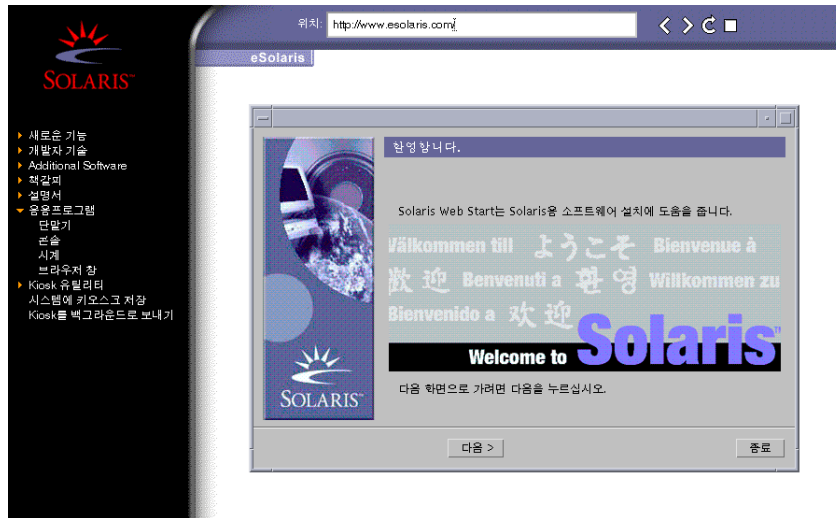 위치: http://www.esolaris.com/
eSolaris
SOLARIS™
새로운 기능
개발자 기술
Additional Software
책갈피
설명서
응용프로그램
단말기
콘솔
시계
브라우저 창
Kiosk 유틸리티
시스템에 키오스크 저장
Kiosk를 백그라운드로 보내기
환영합니다.
Solaris Web Start는 Solaris용 소프트웨어 설치에 도움을 줍니다.
Välkommen till ようこそ Bienvenue à
歡迎 Benvenuti a 환영 Willkommen zu
Bienvenido a 欢迎
Welcome to Solaris™
다음 화면으로 가려면 다음을 누르십시오.
SOLARIS™
다음 >
종료